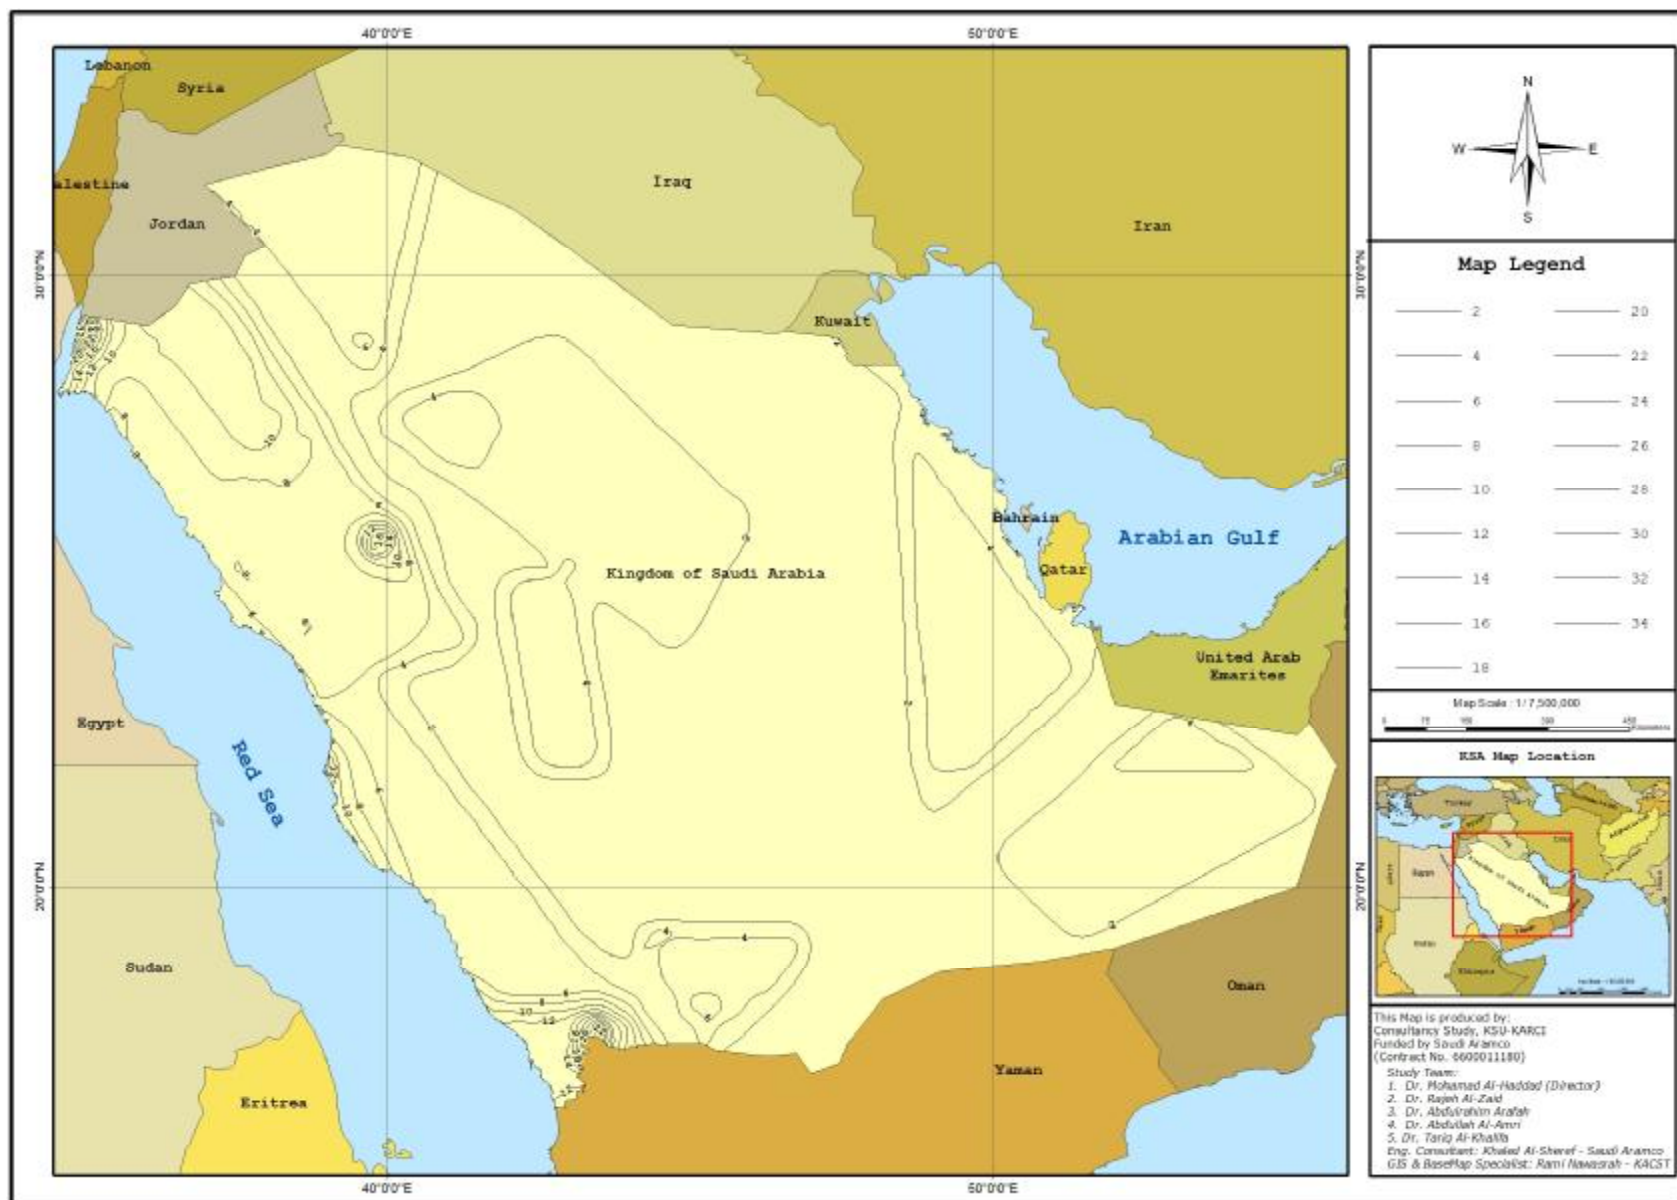 40°0'0"E
50°0'0"E
Lebanon
Syria
alestine
Jordan
Iraq
Iran
30°0'0"N
30°0'0"N
Kuwait
Bahrain
Qatar
Arabian Gulf
Kingdom of Saudi Arabia
United Arab
Emarites
Egypt
Red Sea
20°0'0"N
20°0'0"N
Sudan
Eritrea
Yaman
Oman
40°0'0"E
50°0'0"E
N
W
E
S
Map Legend
2
20
4
22
6
24
8
26
10
28
12
30
14
32
16
34
18
Map Scale : 1/7,500,000
KSA Map Location
This Map is produced by:
Consultancy Study, KSU-KARCI
Funded by Saudi Aramco
(Contract No. 6600011180)
Study Team:
1. Dr. Mohamad Al-Haddad (Director)
2. Dr. Rajeh Al-Zaid
3. Dr. Abdulrahim Arafah
4. Dr. Abdullah Al-Amri
5. Dr. Tariq Al-Khalifa
Eng. Consultant: Khaled Al-Sheref - Saudi Aramco
GIS & BaseMap Specialist: Rami Nawasrah - KACST